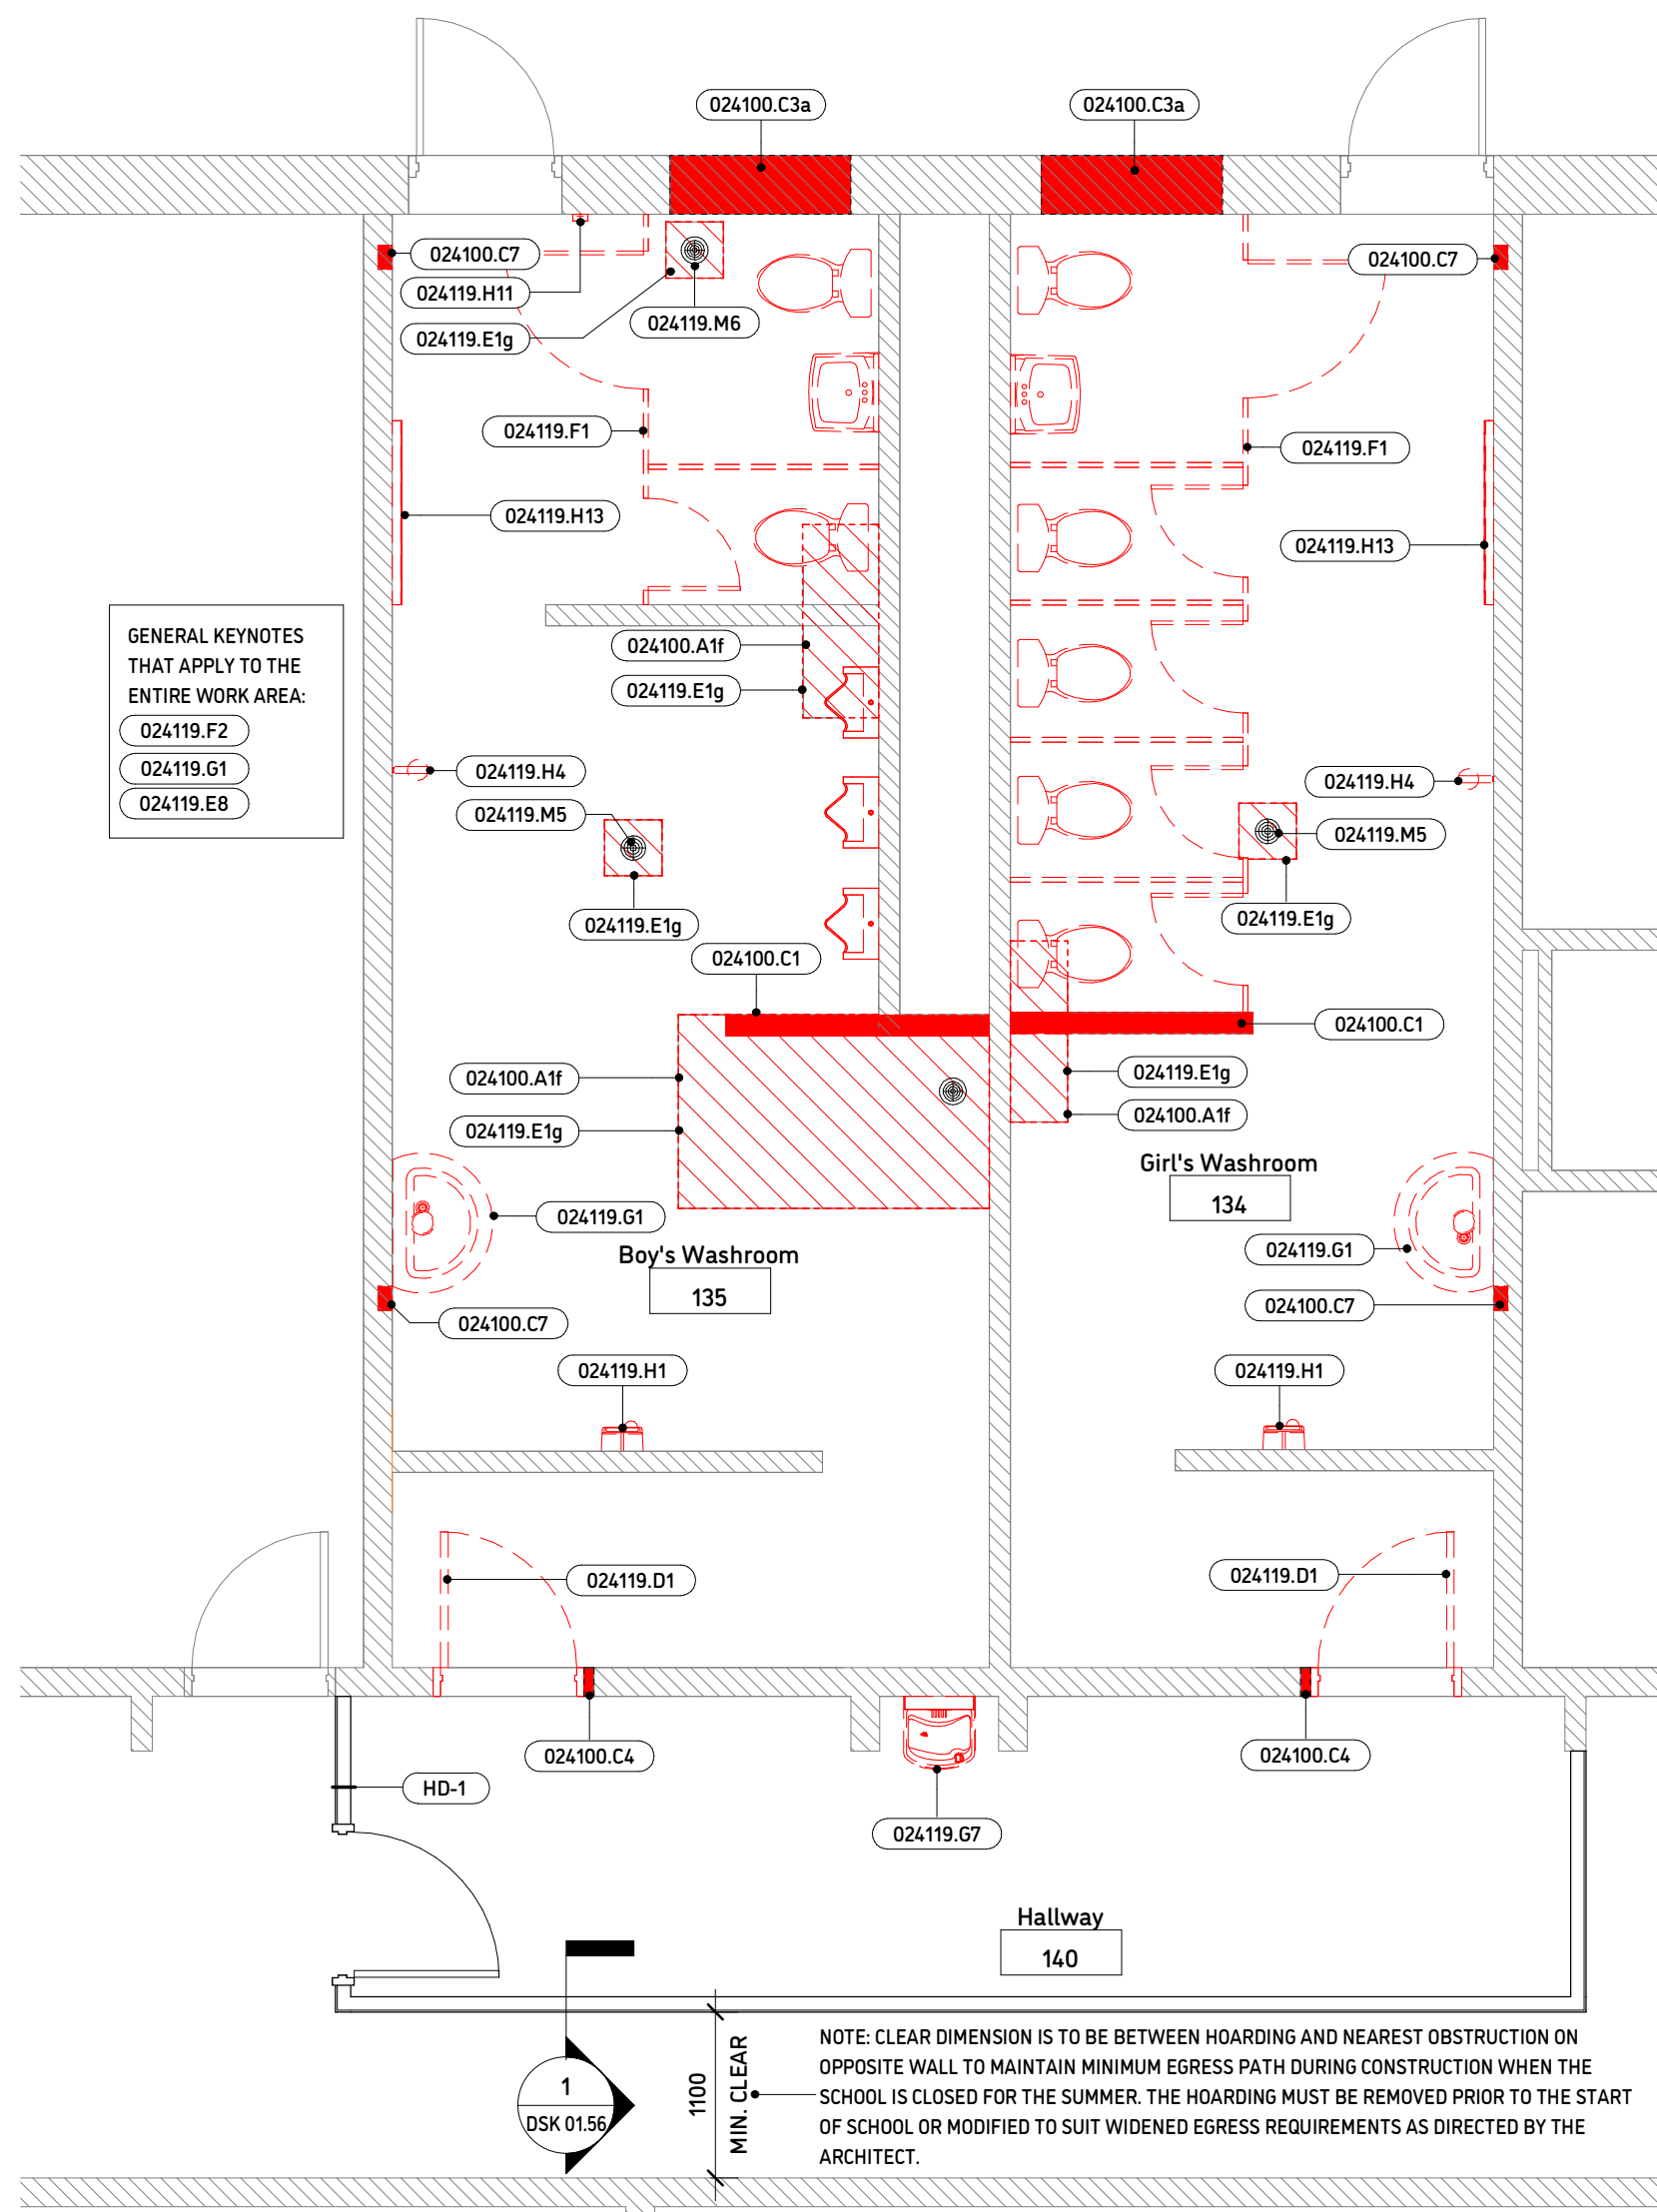 024100.C3a
024100.C3a
024100.C7
024119.H11
024119.E1g
024119.M6
024100.C7
024119.F1
024119.F1
024119.H13
024119.H13
GENERAL KEYNOTES
THAT APPLY TO THE
ENTIRE WORK AREA:
024119.F2
024119.G1
024119.E8
024100.A1f
024119.E1g
024119.H4
024119.M5
024119.H4
024119.M5
024119.E1g
024119.E1g
024100.C1
024100.C1
024100.A1f
024119.E1g
024119.E1g
024100.A1f
Girl's Washroom
134
024119.G1
024119.G1
Boy's Washroom
135
024100.C7
024100.C7
024119.H1
024119.H1
024119.D1
024119.D1
024100.C4
024100.C4
HD-1
024119.G7
Hallway
140
1
DSK 01.56
1100
MIN. CLEAR
NOTE: CLEAR DIMENSION IS TO BE BETWEEN HOARDING AND NEAREST OBSTRUCTION ON
OPPOSITE WALL TO MAINTAIN MINIMUM EGRESS PATH DURING CONSTRUCTION WHEN THE
SCHOOL IS CLOSED FOR THE SUMMER. THE HOARDING MUST BE REMOVED PRIOR TO THE START
OF SCHOOL OR MODIFIED TO SUIT WIDENED EGRESS REQUIREMENTS AS DIRECTED BY THE
ARCHITECT.